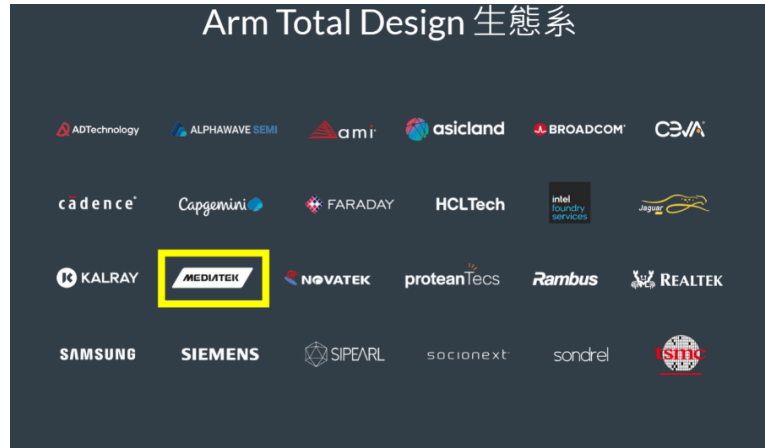 Arm Total Design 生態系
ADTechnology ALPHAWAVE SEMI ami asicland BROADCOM CEVA
cādence Capgemini FARADAY HCLTech intel foundry services Jaguar
KALRAY MEDIATEK NOVATEK proteanTecs Rambus REALTEK
SAMSUNG SIEMENS SIPEARL socionext sondrel tsmc